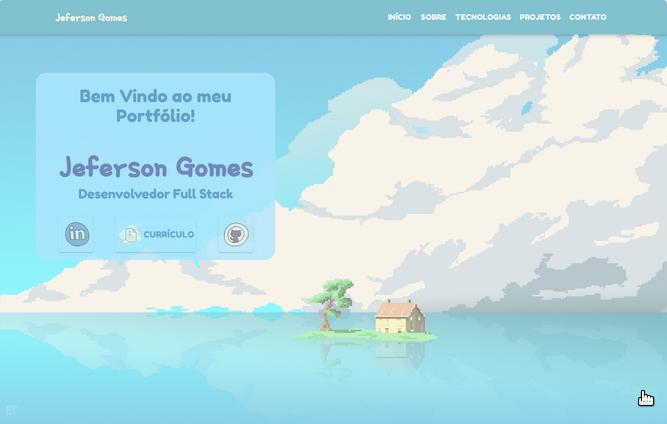 Jeferson Gomes
INÍCIO SOBRE TECNOLOGIAS PROJETOS CONTATO
Bem Vindo ao meu
Portfólio!
Jeferson Gomes
Desenvolvedor Full Stack
in
CURRÍCULO